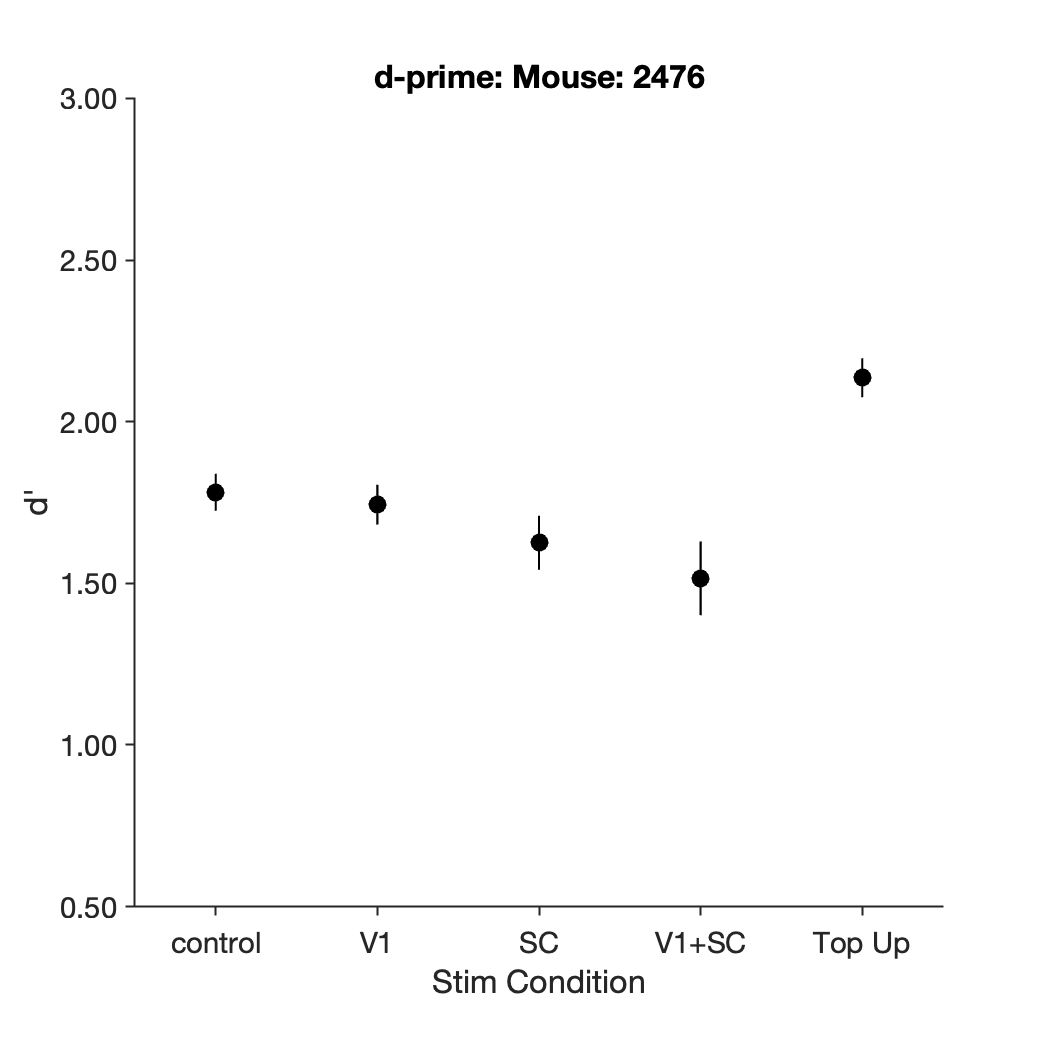 d-prime: Mouse: 2476
3.00
2.50
2.00
1.50
1.00
0.50
d'
control V1 SC V1+SC Top Up
Stim Condition